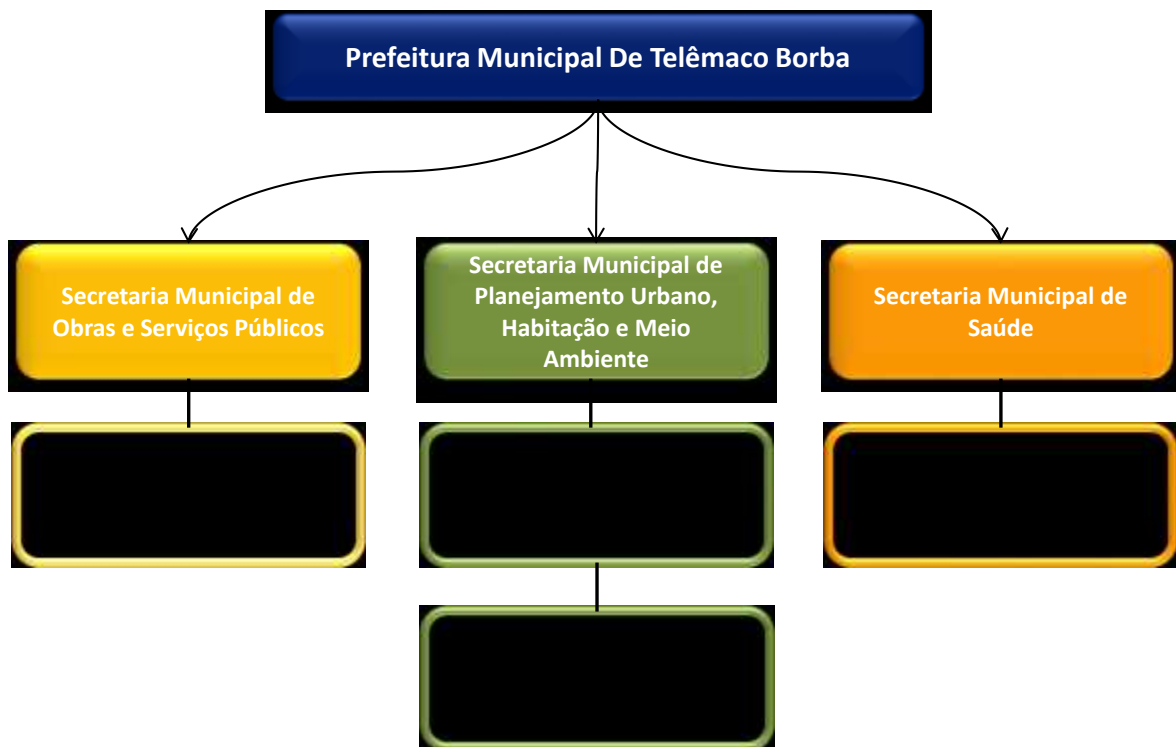 Prefeitura Municipal De Telêmaco Borba
Secretaria Municipal de
Obras e Serviços Públicos
Secretaria Municipal de
Planejamento Urbano,
Habitação e Meio
Ambiente
Secretaria Municipal de
Saúde